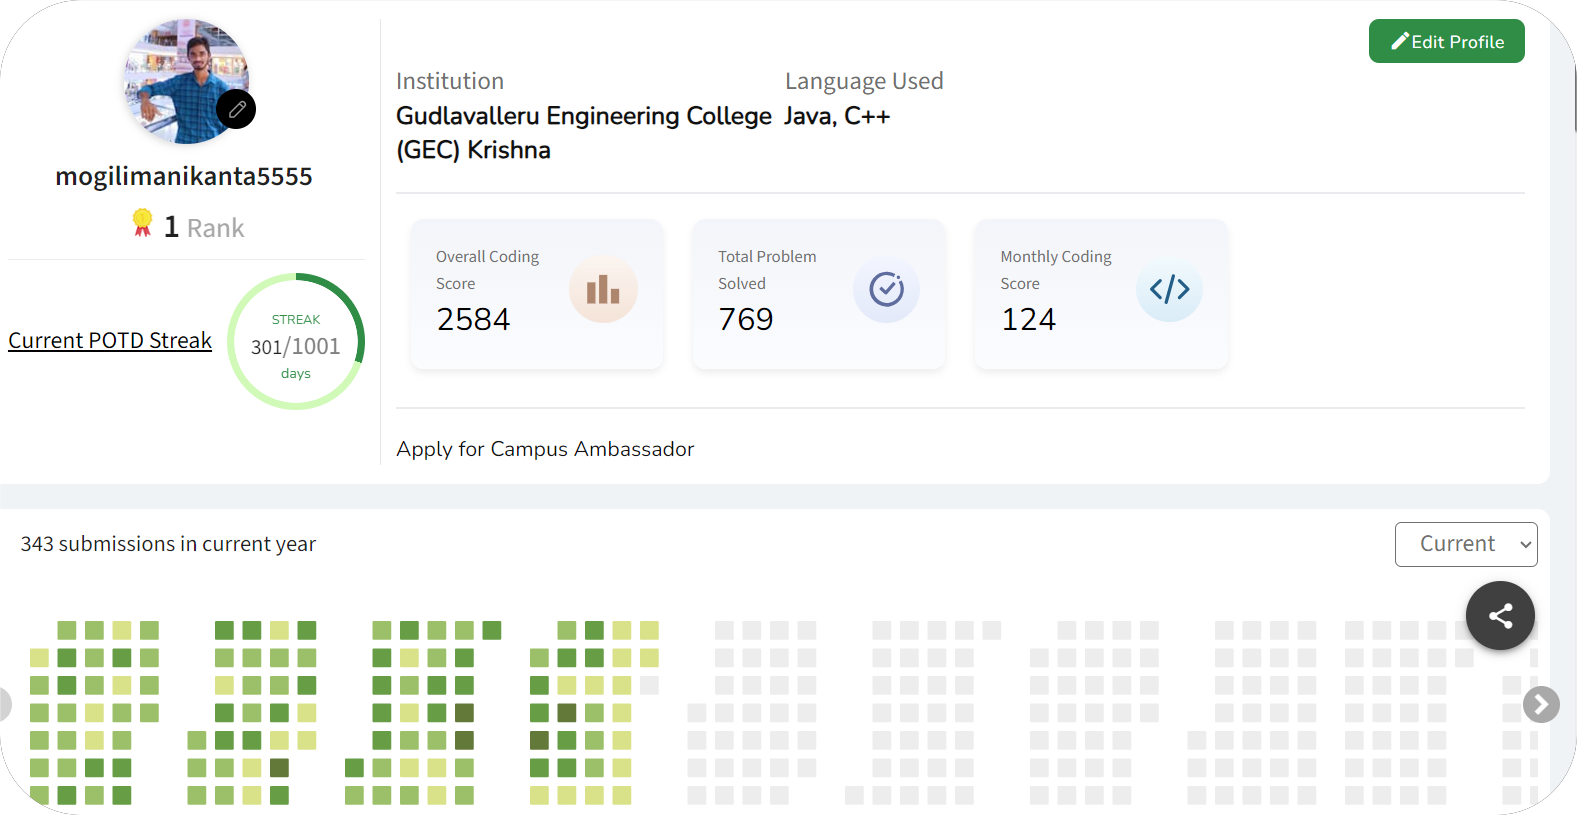 Edit Profile
Institution
Gudlavalleru Engineering College
(GEC) Krishna
Language Used
Java, C++
mogilimanikanta5555
1 Rank
Current POTD Streak
STREAK
301/1001
days
Overall Coding
Score
2584
Total Problem
Solved
769
Monthly Coding
Score
124
Apply for Campus Ambassador
343 submissions in current year
Current